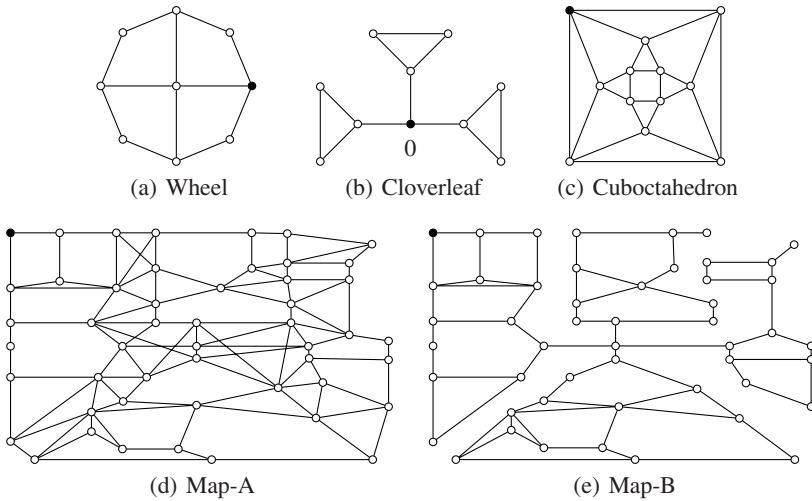 0
(a) Wheel
(b) Cloverleaf
(c) Cuboctahedron
(d) Map-A
(e) Map-B